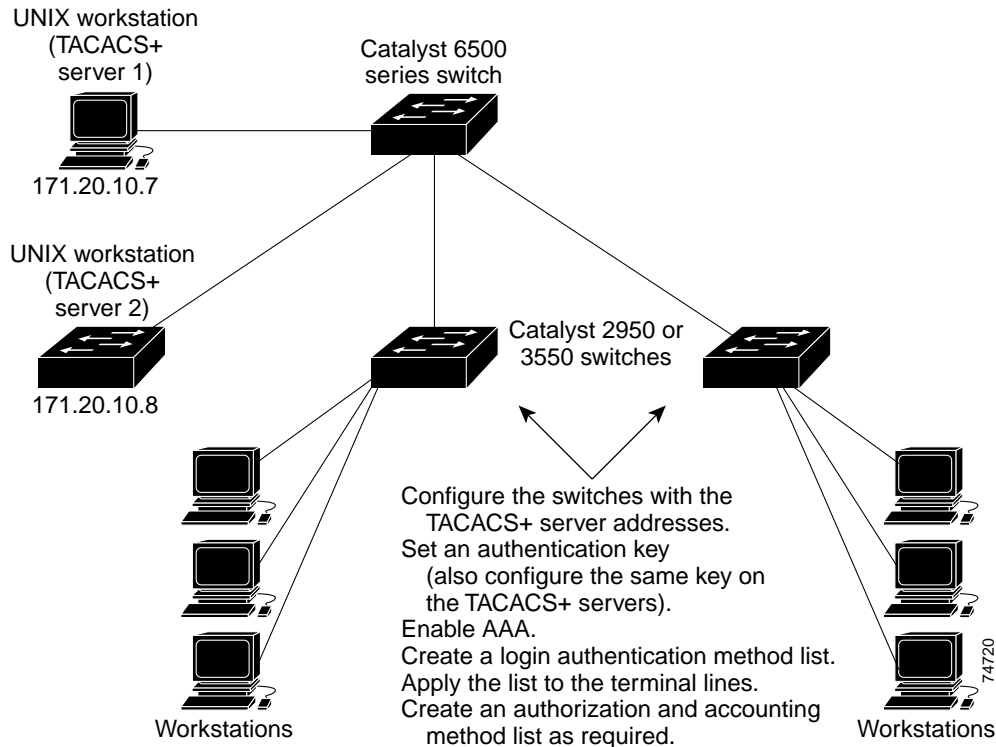 UNIX workstation
(TACACS+
server 1)
Catalyst 6500
series switch
171.20.10.7
UNIX workstation
(TACACS+
server 2)
171.20.10.8
Catalyst 2950 or
3550 switches
Configure the switches with the
TACACS+ server addresses.
Set an authentication key
(also configure the same key on
the TACACS+ servers).
Enable AAA.
Create a login authentication method list.
Apply the list to the terminal lines.
Create an authorization and accounting
method list as required.
Workstations
Workstations
74720